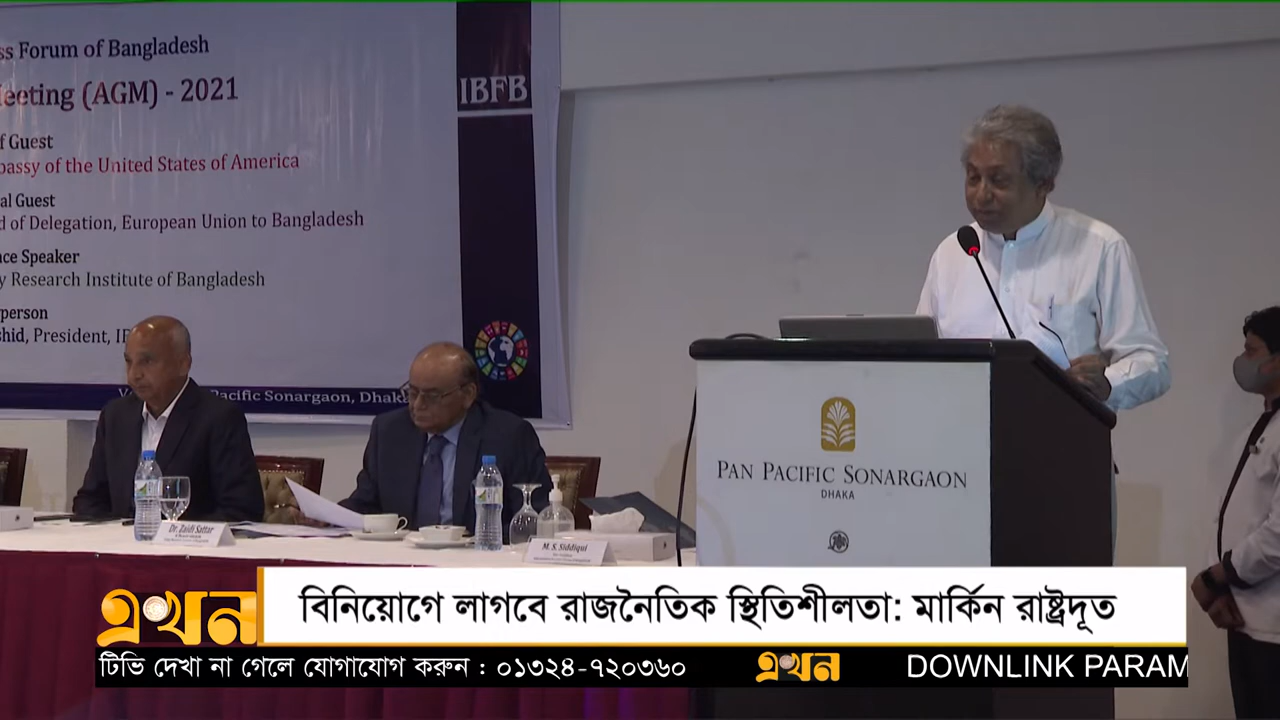 ss Forum of Bangladesh
eeting (AGM) - 2021
IBFB
f Guest
bassy of the United States of America
al Guest
d of Delegation, European Union to Bangladesh
ce Speaker
y Research Institute of Bangladesh
person
shid, President, IB
Pacific Sonargaon, Dhaka
PAN PACIFIC SONARGAON
DHAKA
Dr. Zaidi Sattar
M. S. Siddiqui
এখন
বিনিয়োগে লাগবে রাজনৈতিক স্থিতিশীলতা: মার্কিন রাষ্ট্রদূত
টিভি দেখা না গেলে যোগাযোগ করুন : ০১৩২৪-৭২০৩৬০ এখন DOWNLINK PARAM